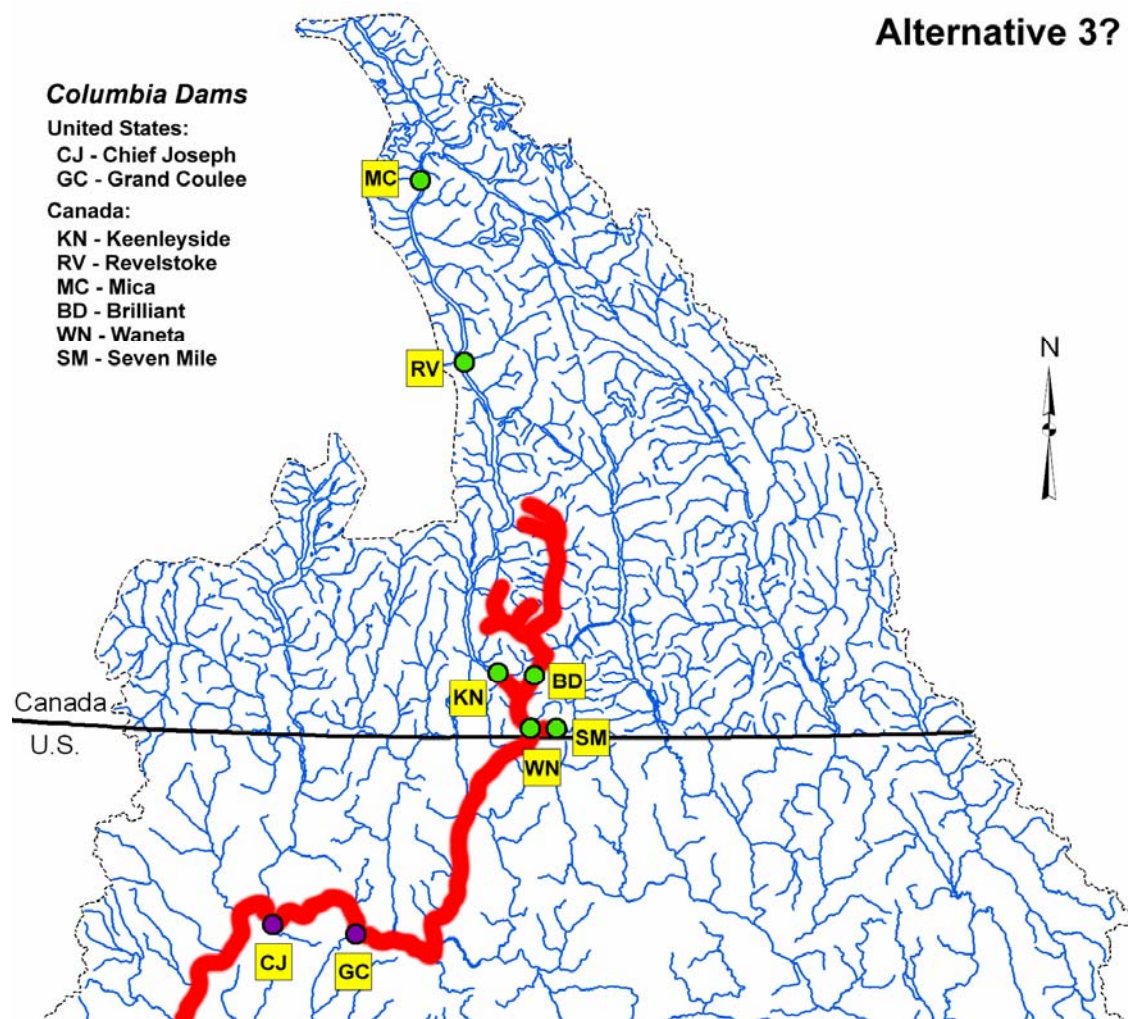 Alternative 3?
Columbia Dams
United States:
CJ - Chief Joseph
GC - Grand Coulee
Canada:
KN - Keenleyside
RV - Revelstoke
MC - Mica
BD - Brilliant
WN - Waneta
SM - Seven Mile
MC
RV
N
KN
BD
Canada
U.S.
SM
WN
CJ
GC